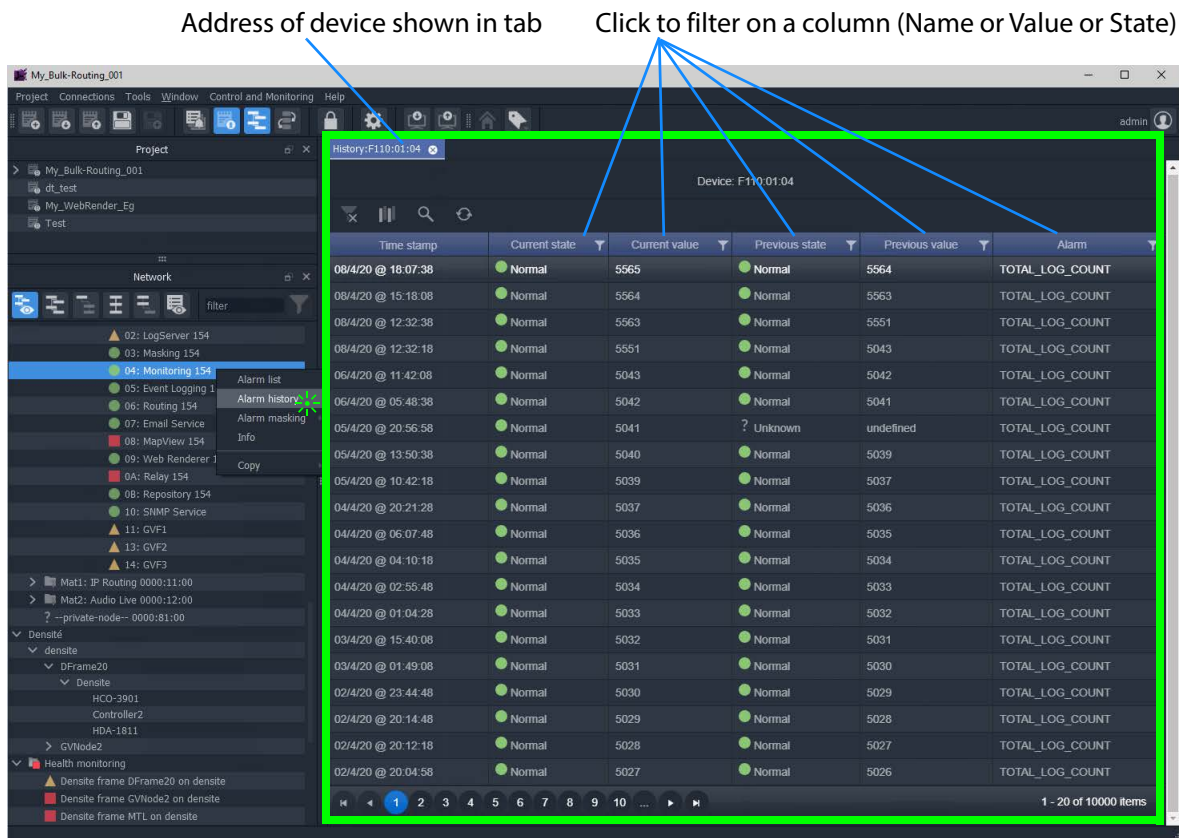 Address of device shown in tab
Click to filter on a column (Name or Value or State)
My_Bulk-Routing_001
Project Connections Tools Window Control and Monitoring Help
admin
Project
My_Bulk-Routing_001
dt_test
My_WebRender_Eg
Test
Network
filter
02: LogServer 154
03: Masking 154
04: Monitoring 154
05: Event Logging 1
06: Routing 154
07: Email Service
08: MapView 154
09: Web Renderer 1
0A: Relay 154
0B: Repository 154
10: SNMP Service
11: GVF1
13: GVF2
14: GVF3
Mat1: IP Routing 0000:11:00
Mat2: Audio Live 0000:12:00
? --private-node-- 0000:81:00
Densité
densite
DFrame20
Densite
HCO-3901
Controller2
HDA-1811
GVNode2
Health monitoring
Densite frame DFrame20 on densite
Densite frame GVNode2 on densite
Densite frame MTL on densite
Alarm list
Alarm history
Alarm masking
Info
Copy
History:F110:01:04
Device: F110:01:04
Time stamp Current state Current value Previous state Previous value Alarm
08/4/20 @ 18:07:38 Normal 5565 Normal 5564 TOTAL_LOG_COUNT
08/4/20 @ 15:18:08 Normal 5564 Normal 5563 TOTAL_LOG_COUNT
08/4/20 @ 12:32:38 Normal 5563 Normal 5551 TOTAL_LOG_COUNT
08/4/20 @ 12:32:18 Normal 5551 Normal 5043 TOTAL_LOG_COUNT
06/4/20 @ 11:42:08 Normal 5043 Normal 5042 TOTAL_LOG_COUNT
06/4/20 @ 05:48:38 Normal 5042 Normal 5041 TOTAL_LOG_COUNT
05/4/20 @ 20:56:58 Normal 5041 ? Unknown undefined TOTAL_LOG_COUNT
05/4/20 @ 13:50:38 Normal 5040 Normal 5039 TOTAL_LOG_COUNT
05/4/20 @ 10:42:18 Normal 5039 Normal 5037 TOTAL_LOG_COUNT
04/4/20 @ 20:21:28 Normal 5037 Normal 5036 TOTAL_LOG_COUNT
04/4/20 @ 06:07:48 Normal 5036 Normal 5035 TOTAL_LOG_COUNT
04/4/20 @ 04:10:18 Normal 5035 Normal 5034 TOTAL_LOG_COUNT
04/4/20 @ 02:55:48 Normal 5034 Normal 5033 TOTAL_LOG_COUNT
04/4/20 @ 01:04:28 Normal 5033 Normal 5032 TOTAL_LOG_COUNT
03/4/20 @ 15:40:08 Normal 5032 Normal 5031 TOTAL_LOG_COUNT
03/4/20 @ 01:49:08 Normal 5031 Normal 5030 TOTAL_LOG_COUNT
02/4/20 @ 23:44:48 Normal 5030 Normal 5029 TOTAL_LOG_COUNT
02/4/20 @ 20:14:48 Normal 5029 Normal 5028 TOTAL_LOG_COUNT
02/4/20 @ 20:12:18 Normal 5028 Normal 5027 TOTAL_LOG_COUNT
02/4/20 @ 20:04:58 Normal 5027 Normal 5026 TOTAL_LOG_COUNT
1 2 3 4 5 6 7 8 9 10 ... 1 - 20 of 10000 items